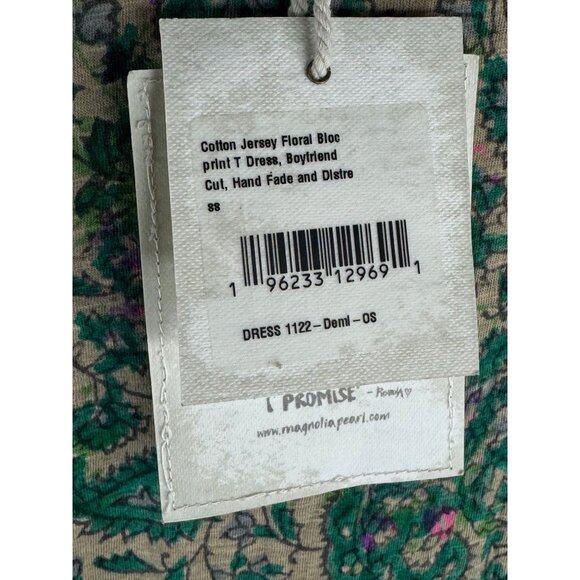 Cotton Jersey Floral Bloc
print T Dress, Boyfriend
Cut, Hand Fade and Distre
ss
1 96233 12969 1
DRESS 1122-Demi-OS
I PROMISE -
www.magnoliapearl.com